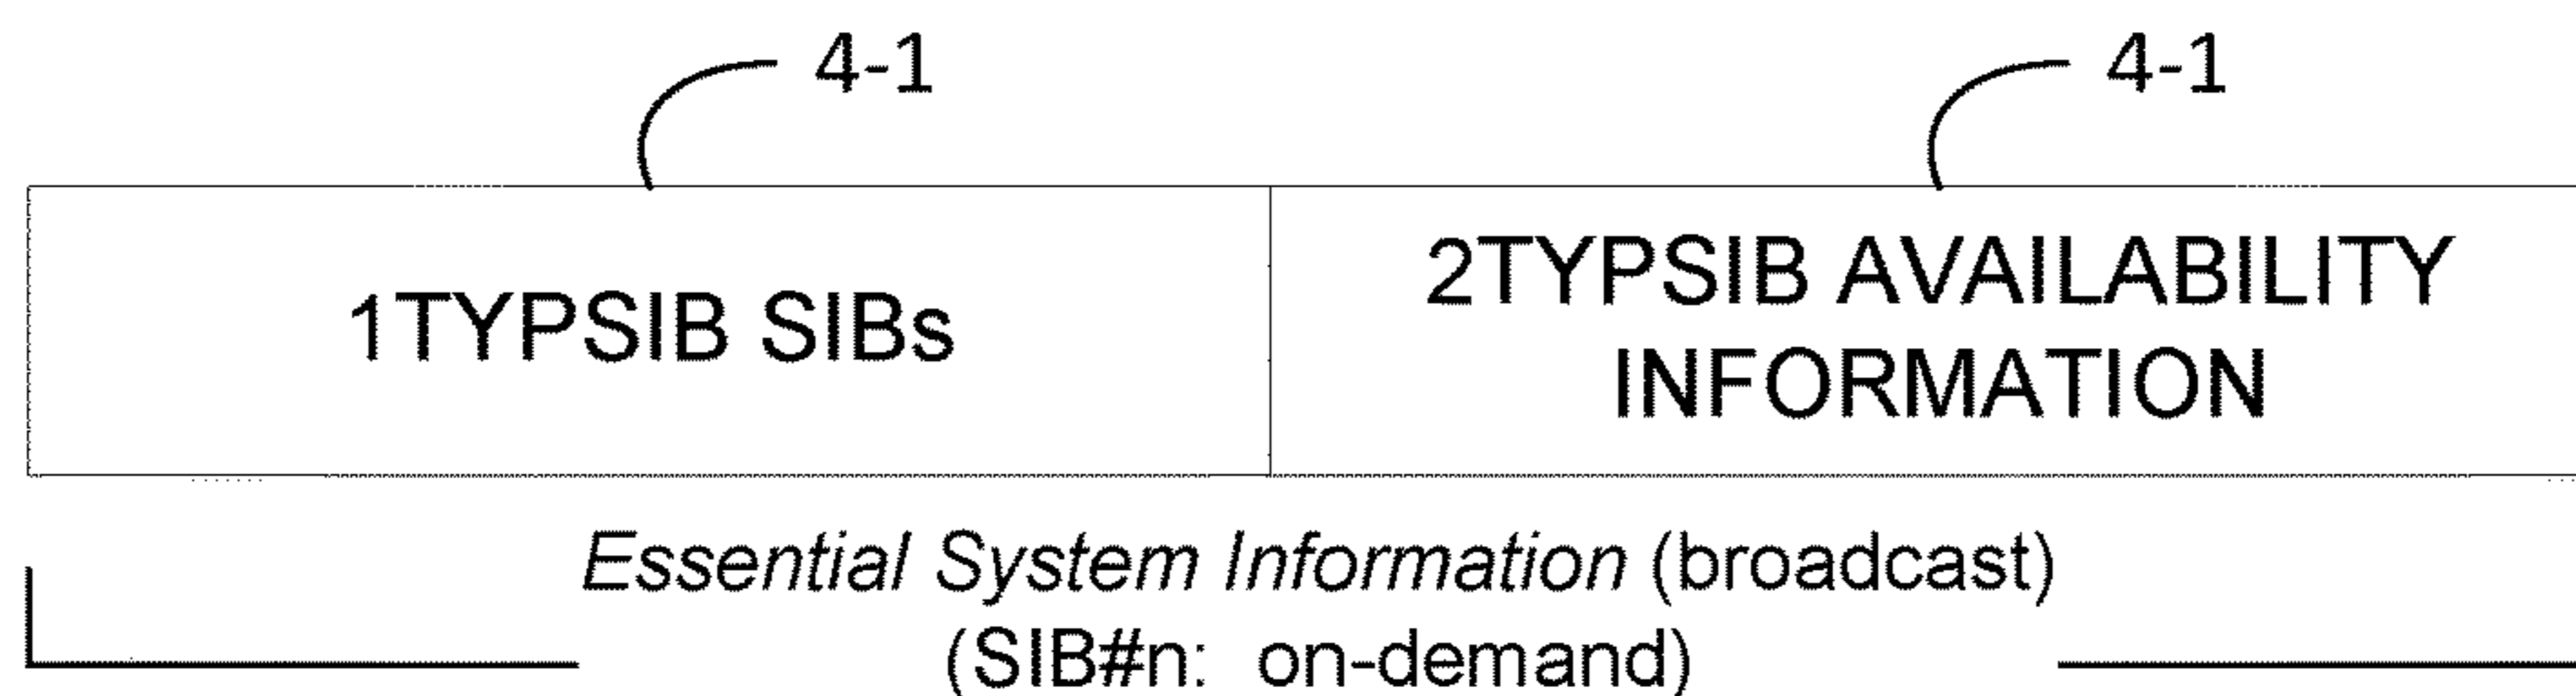 4-1 4-1
1TYPSIB SIBs
2TYPSIB AVAILABILITY
INFORMATION
Essential System Information (broadcast)
(SIB#n: on-demand)